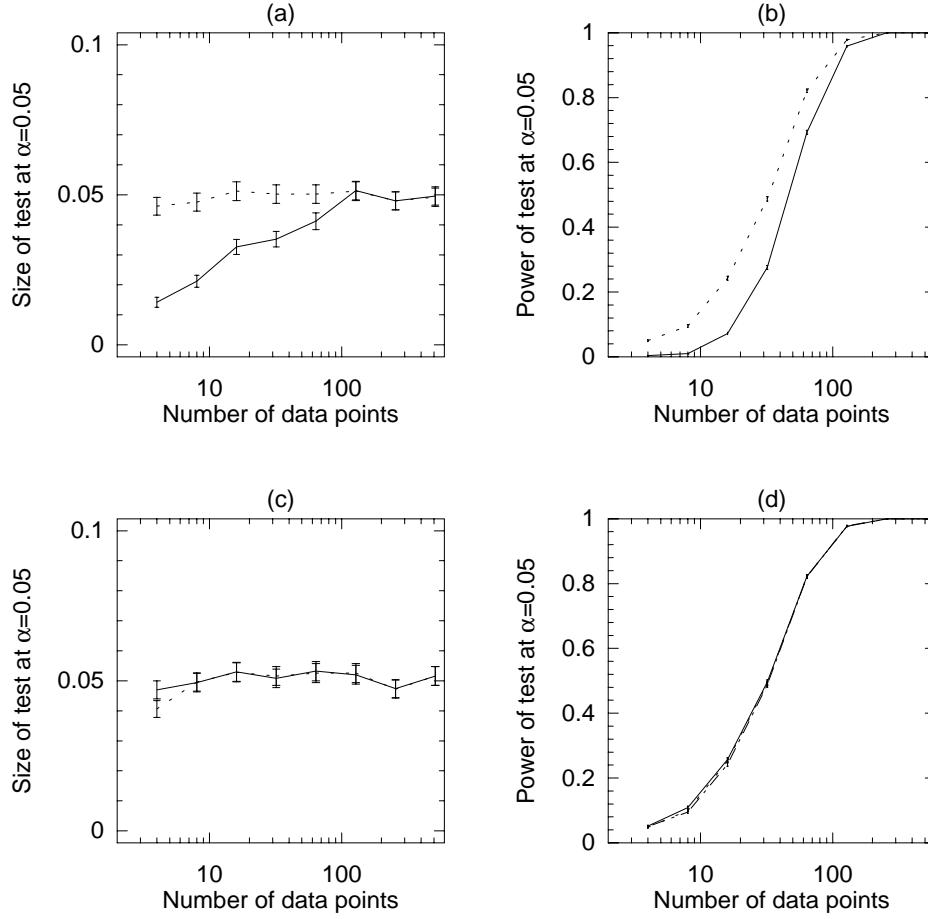 (a)
Size of test at α=0.05
0.1
0.05
0
10
100
Number of data points
(b)
Power of test at α=0.05
1
0.8
0.6
0.4
0.2
0
10
100
Number of data points
(c)
Size of test at α=0.05
0.1
0.05
0
10
100
Number of data points
(d)
Power of test at α=0.05
1
0.8
0.6
0.4
0.2
0
10
100
Number of data points